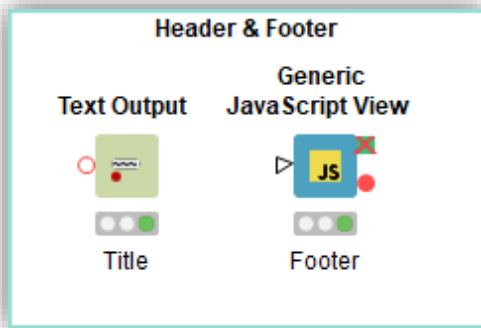 Header & Footer
Text Output
Generic
JavaScript View
JS
Title
Footer